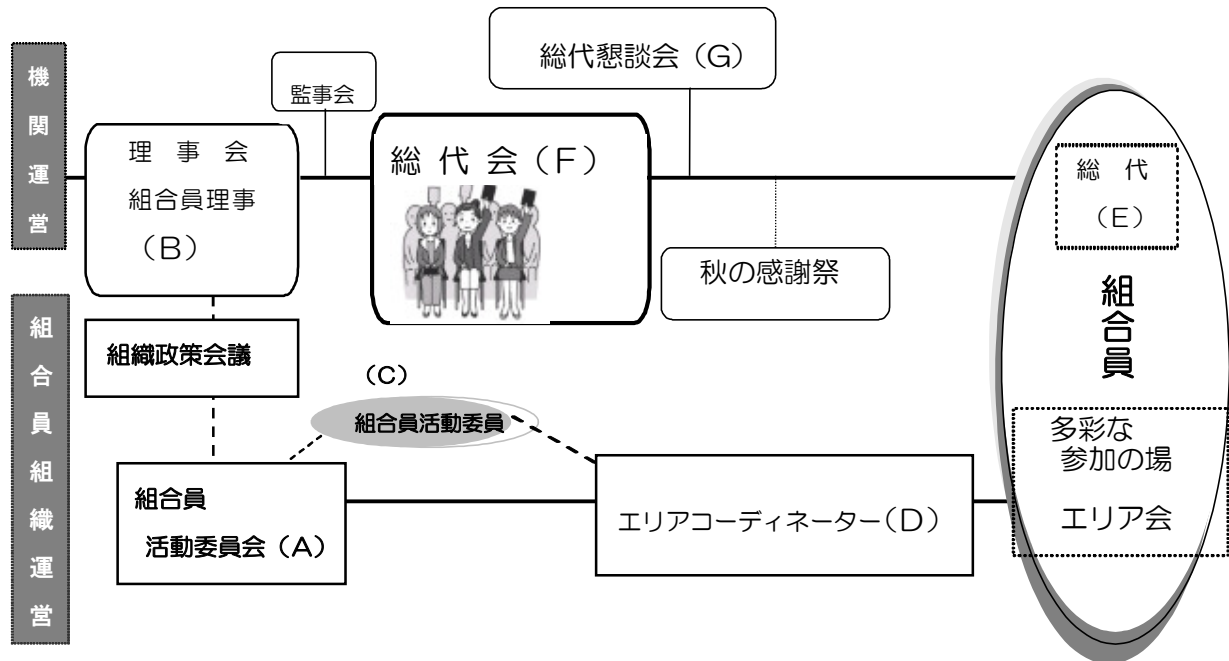 機関運営
監事会
総代懇談会（G）
理事会
組合員理事
（B）
総代会（F）
総代
（E）
秋の感謝祭
組合員
組合員組織運営
組織政策会議
（C）
組合員活動委員
組合員
活動委員会（A）
エリアコーディネーター（D）
多彩な
参加の場
エリア会